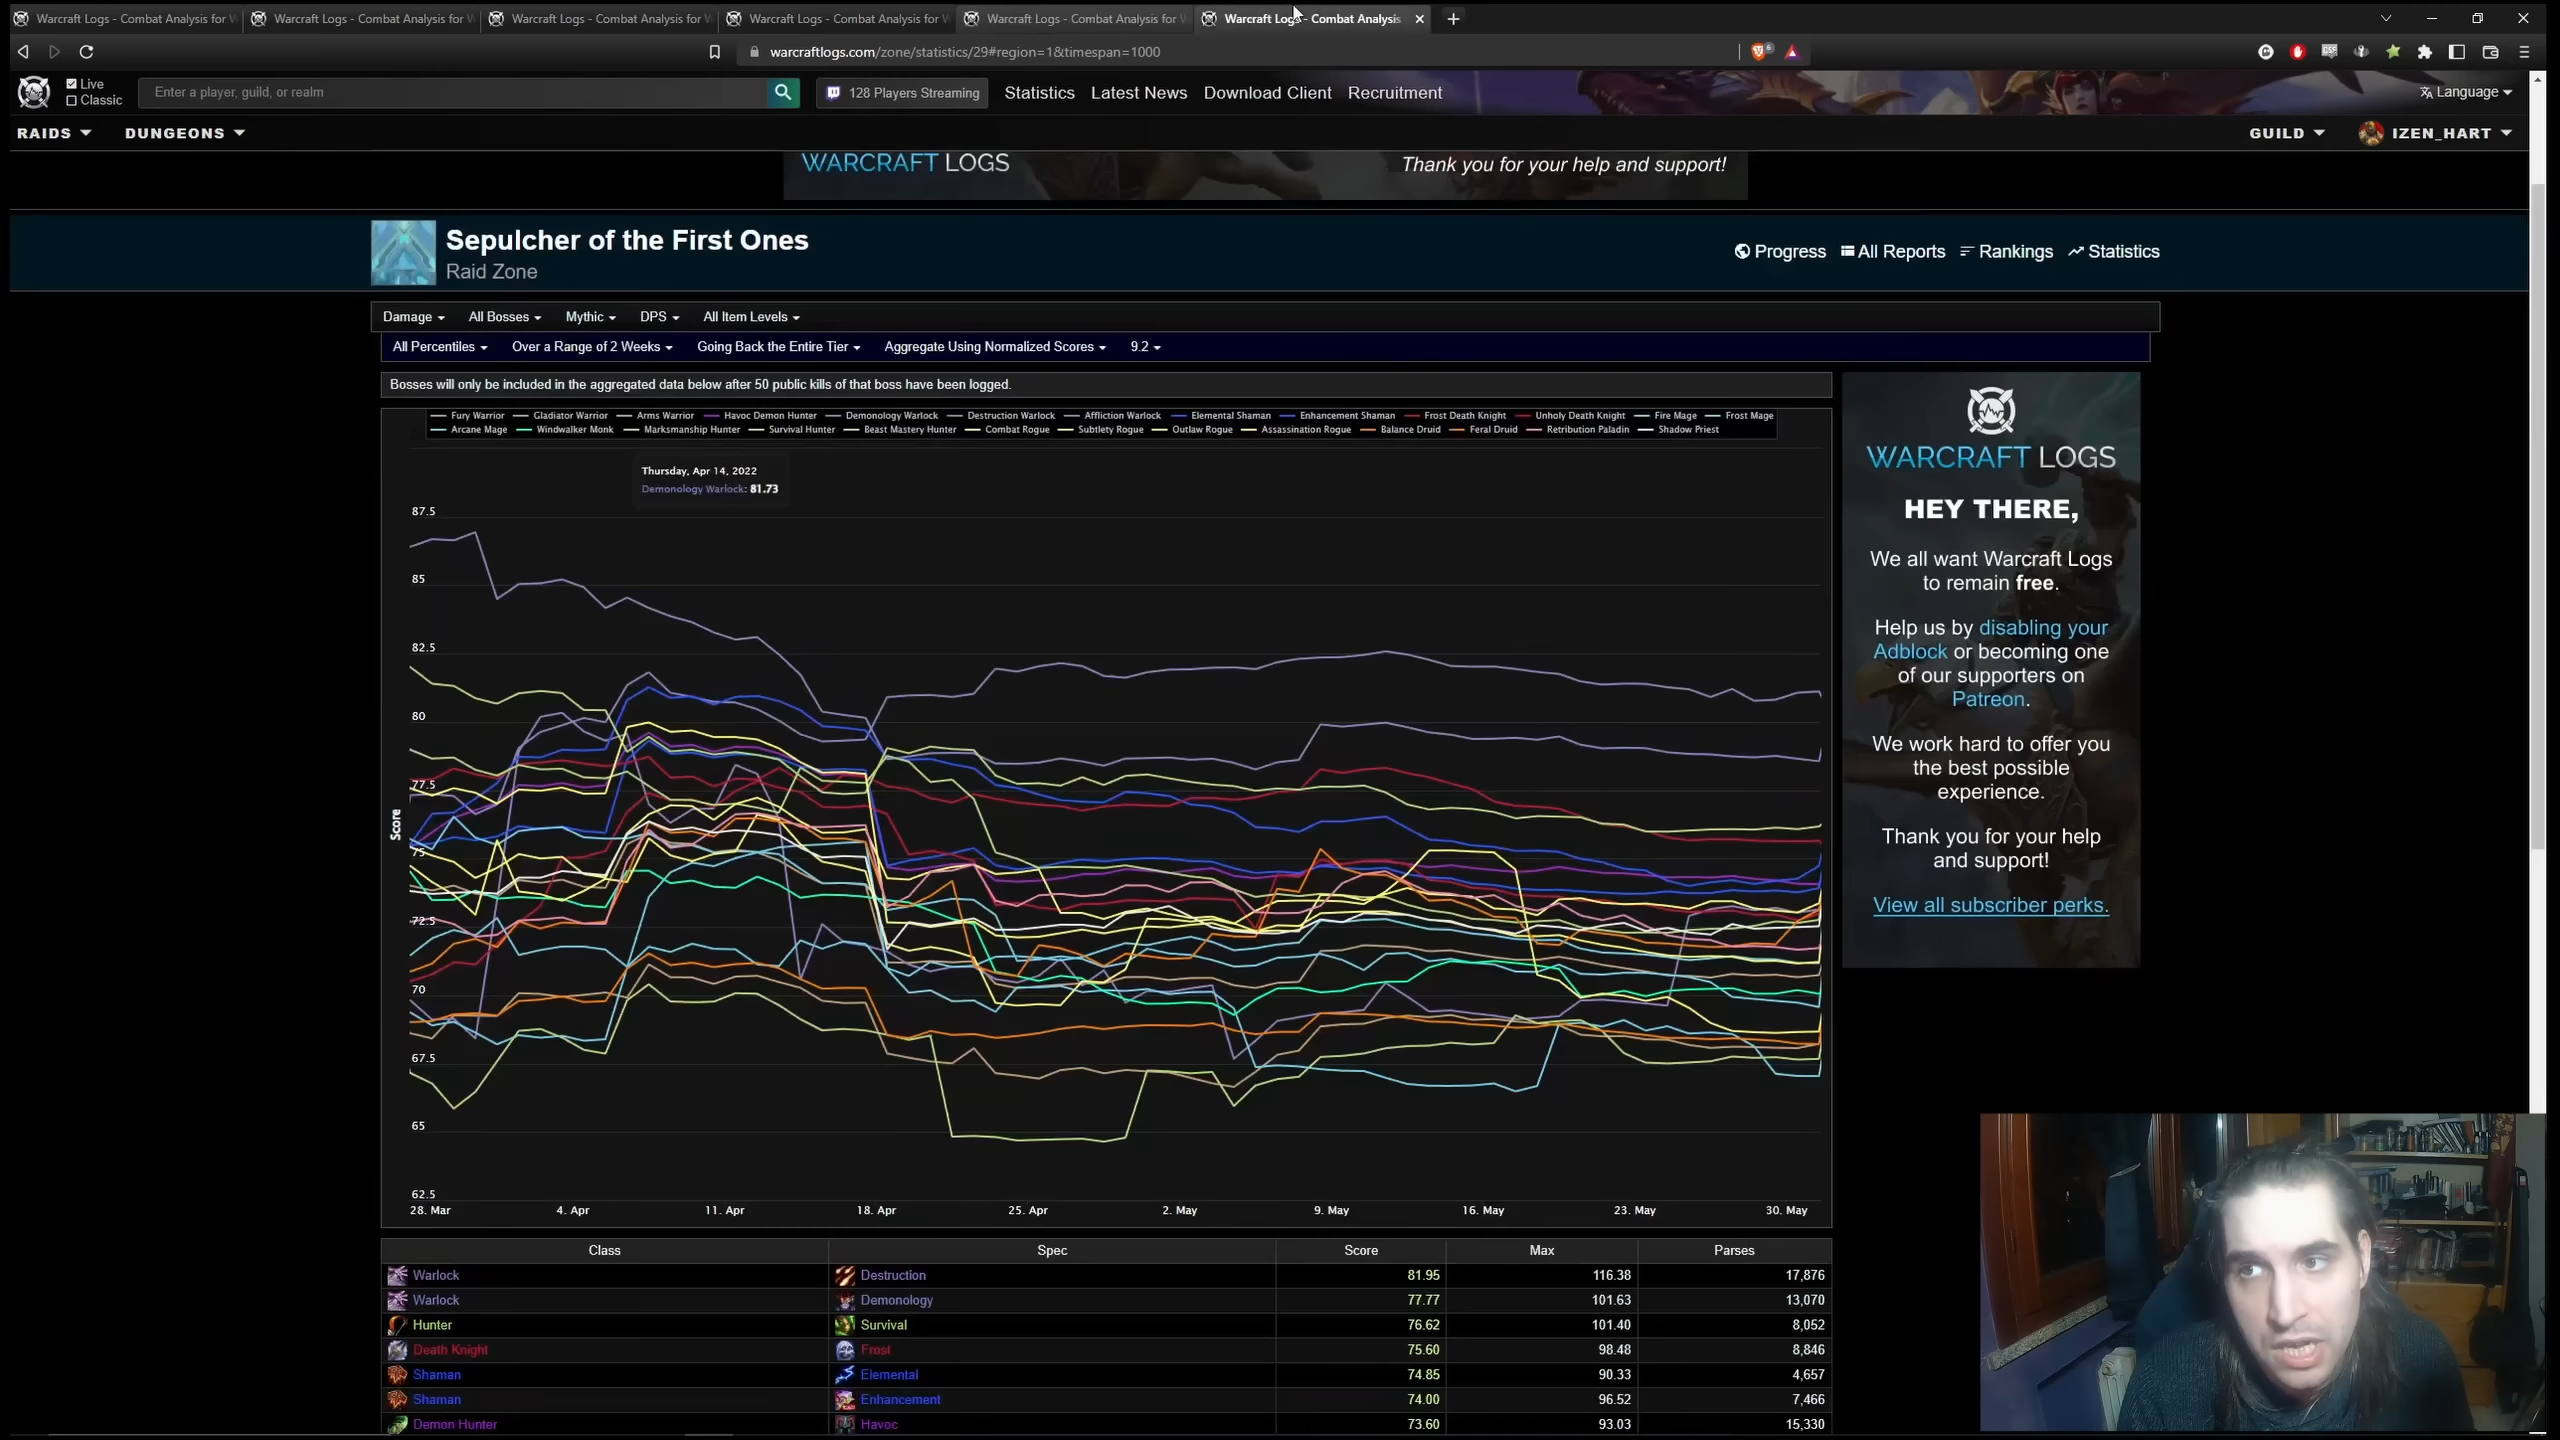 Warcraft Logs - Combat Analysis for W
Warcraft Logs - Combat Analysis for W
Warcraft Logs - Combat Analysis for W
Warcraft Logs - Combat Analysis for W
Warcraft Logs - Combat Analysis for W
Warcraft Logs - Combat Analysis
warcraftlogs.com/zone/statistics/29#region=1&timespan=1000
Live
Classic
Enter a player, guild, or realm
128 Players Streaming
Statistics
Latest News
Download Client
Recruitment
Language
RAIDS
DUNGEONS
GUILD
IZEN_HART
WARCRAFT LOGS
Thank you for your help and support!
Sepulcher of the First Ones
Raid Zone
Progress
All Reports
Rankings
Statistics
Damage
All Bosses
Mythic
DPS
All Item Levels
All Percentiles
Over a Range of 2 Weeks
Going Back the Entire Tier
Aggregate Using Normalized Scores
9.2
Bosses will only be included in the aggregated data below after 50 public kills of that boss have been logged.
Fury Warrior Gladiator Warrior Arms Warrior Havoc Demon Hunter Demonology Warlock Destruction Warlock Affliction Warlock Elemental Shaman Enhancement Shaman Frost Death Knight Unholy Death Knight Fire Mage Frost Mage
Arcane Mage Windwalker Monk Marksmanship Hunter Survival Hunter Beast Mastery Hunter Combat Rogue Subtlety Rogue Outlaw Rogue Assassination Rogue Balance Druid Feral Druid Retribution Paladin Shadow Priest
Thursday, Apr 14, 2022
Demonology Warlock: 81.73
87.5
85
82.5
80
77.5
75
72.5
70
67.5
65
62.5
Score
28. Mar
4. Apr
11. Apr
18. Apr
25. Apr
2. May
9. May
16. May
23. May
30. May
WARCRAFT LOGS
HEY THERE,
We all want Warcraft Logs
to remain free.
Help us by disabling your
Adblock or becoming one
of our supporters on
Patreon.
We work hard to offer you
the best possible
experience.
Thank you for your help
and support!
View all subscriber perks.
Class Spec Score Max Parses
Warlock Destruction 81.95 116.38 17,876
Warlock Demonology 77.77 101.63 13,070
Hunter Survival 76.62 101.40 8,052
Death Knight Frost 75.60 98.48 8,846
Shaman Elemental 74.85 90.33 4,657
Shaman Enhancement 74.00 96.52 7,466
Demon Hunter Havoc 73.60 93.03 15,330